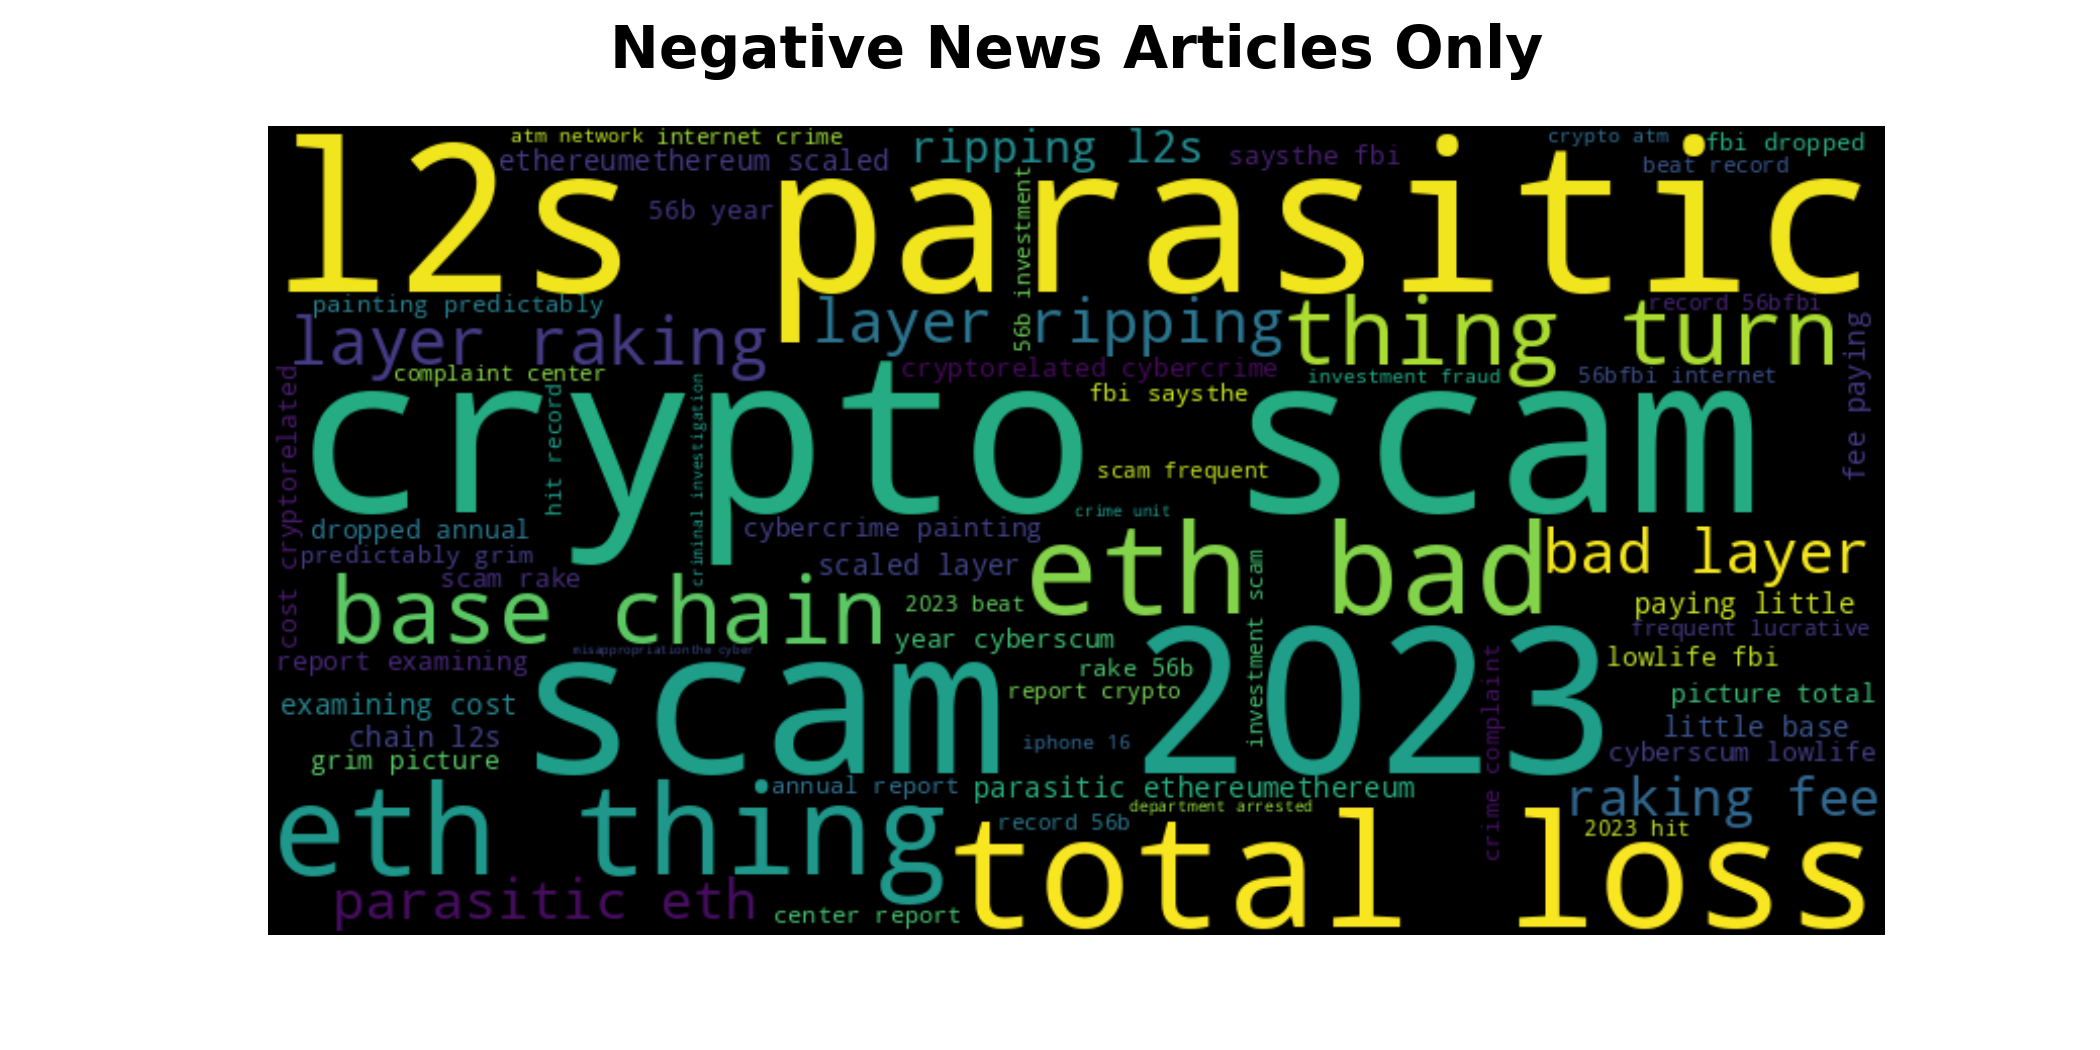 Negative News Articles Only
atm network
internet crime
ethereumethereum scaled
ripping l2s
saysthe fbi
crypto atm
fbi dropped
beat record
l2s parasitic
56b year
56b investment
painting predictably
layer raking
layer ripping
thing turn
record 56bfbi
fee paying
complaint center
cryptorelated cybercrime
investment fraud
56bfbi internet
cost cryptorelated
hit record
criminal investigation
fbi saysthe
crypto scam
scam frequent
crime unit
dropped annual
cybercrime painting
predictably grim
scaled layer
eth bad
bad layer
scam rake
base chain
2023 beat
investment scam
paying little
year cyberscum
frequent lucrative
misappropriationthe cyber
report examining
rake 56b
crime complaint
lowlife fbi
report crypto
picture total
examining cost
scam 2023
little base
chain l2s
iphone 16
cyberscum lowlife
grim picture
annual report
parasitic ethereumethereum
raking fee
department arrested
eth thing
record 56b
2023 hit
total loss
parasitic eth
center report